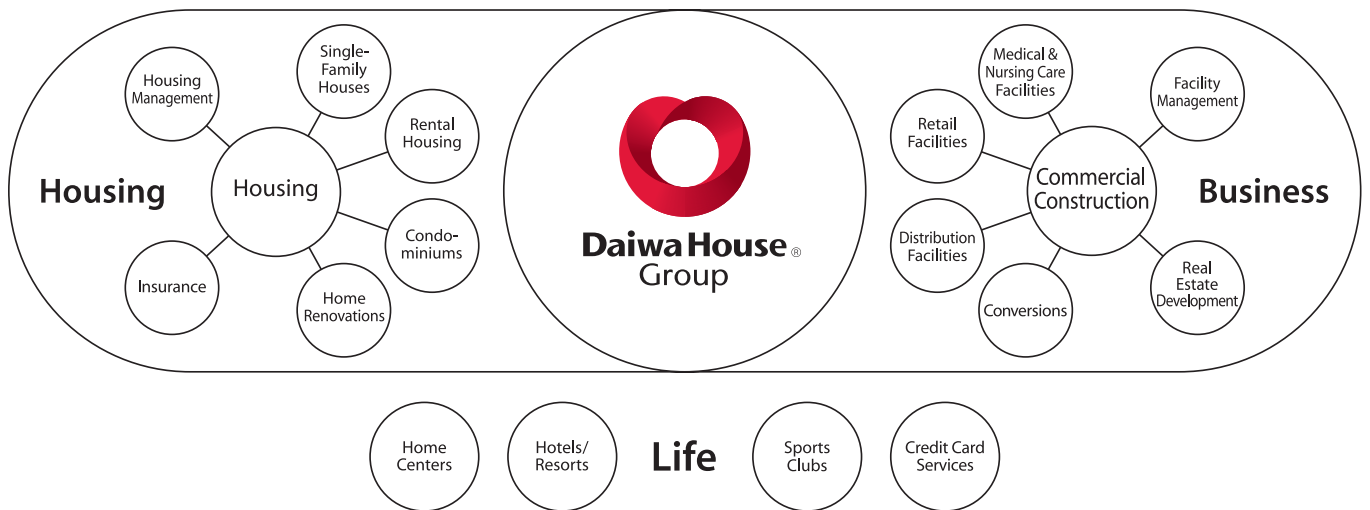 Housing
Housing
Management
Single-
Family
Houses
Rental
Housing
Housing
Condo-
miniums
Insurance
Home
Renovations
DaiwaHouse®
Group
Medical &
Nursing Care
Facilities
Facility
Management
Retail
Facilities
Commercial
Construction
Business
Distribution
Facilities
Conversions
Real
Estate
Development
Home
Centers
Hotels/
Resorts
Life
Sports
Clubs
Credit Card
Services